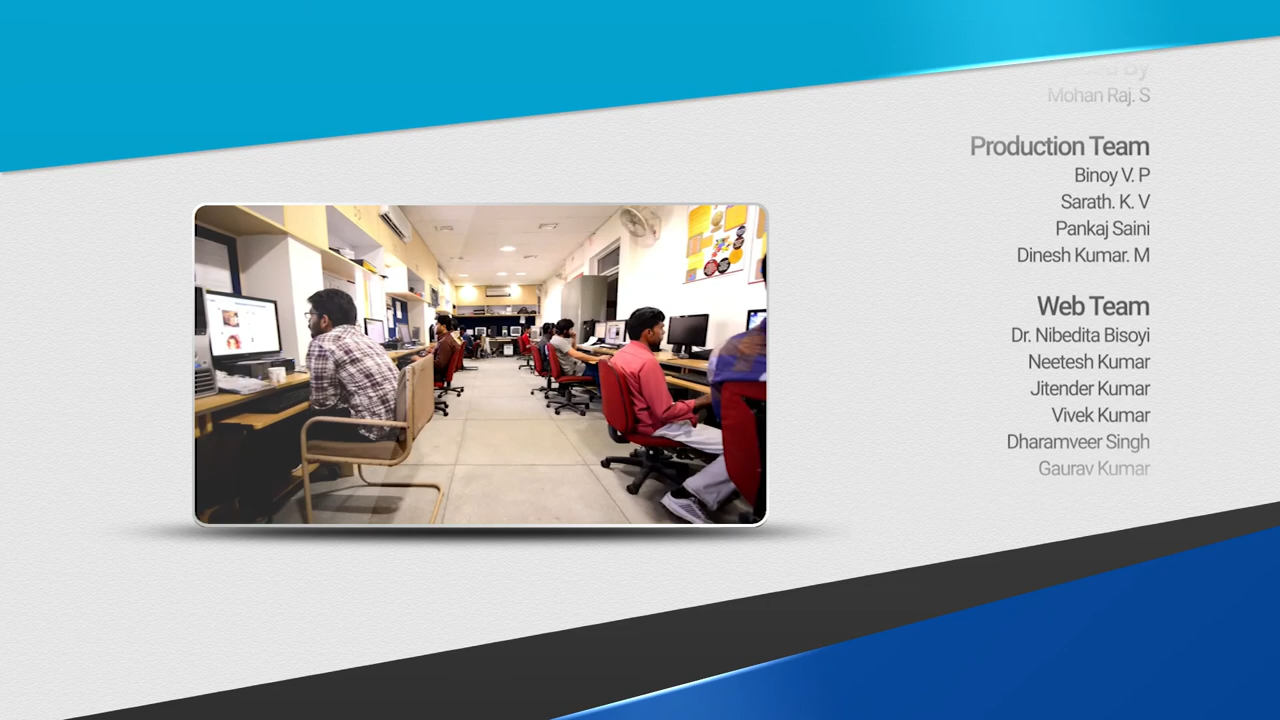 By
Mohan Raj. S
Production Team
Binoy V. P
Sarath. K. V
Pankaj Saini
Dinesh Kumar. M
Web Team
Dr. Nibedita Bisoyi
Neetesh Kumar
Jitender Kumar
Vivek Kumar
Dharamveer Singh
Gaurav Kumar